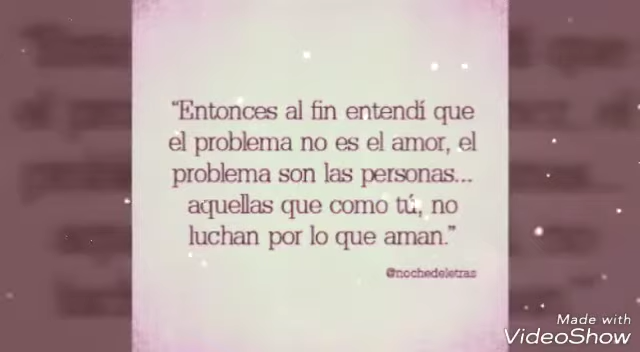 “Entonces al fin entendí que
el problema no es el amor, el
problema son las personas...
aquellas que como tú, no
luchan por lo que aman.”
@nochedeletras
Made with
VideoShow